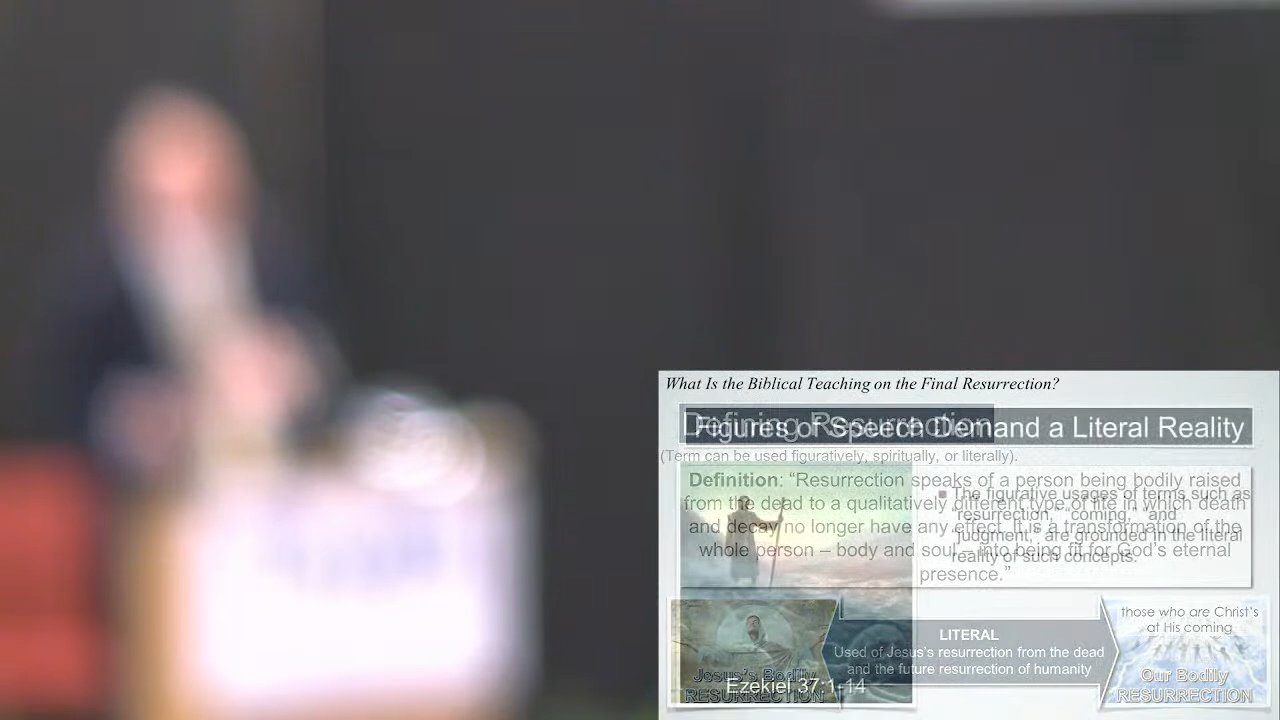 What Is the Biblical Teaching on the Final Resurrection?
Defining Resurrection
Figures of Speech Demand a Literal Reality
(Term can be used figuratively, spiritually, or literally).
Definition: “Resurrection speaks of a person being bodily raised
from the dead to a qualitatively different type of life in which death
and decay no longer have any effect. It is a transformation of the
whole person – body and soul – into being fit for God’s eternal
presence.”
▪ The figurative usages of terms such as
resurrection,” “coming,” and
“judgment,” are grounded in the literal
reality of such concepts.
LITERAL
Used of Jesus’s resurrection from the dead
and the future resurrection of humanity
Jesus’s Bodily
RESURRECTION
Ezekiel 37:1-14
those who are Christ’s
at His coming
Our Bodily
RESURRECTION